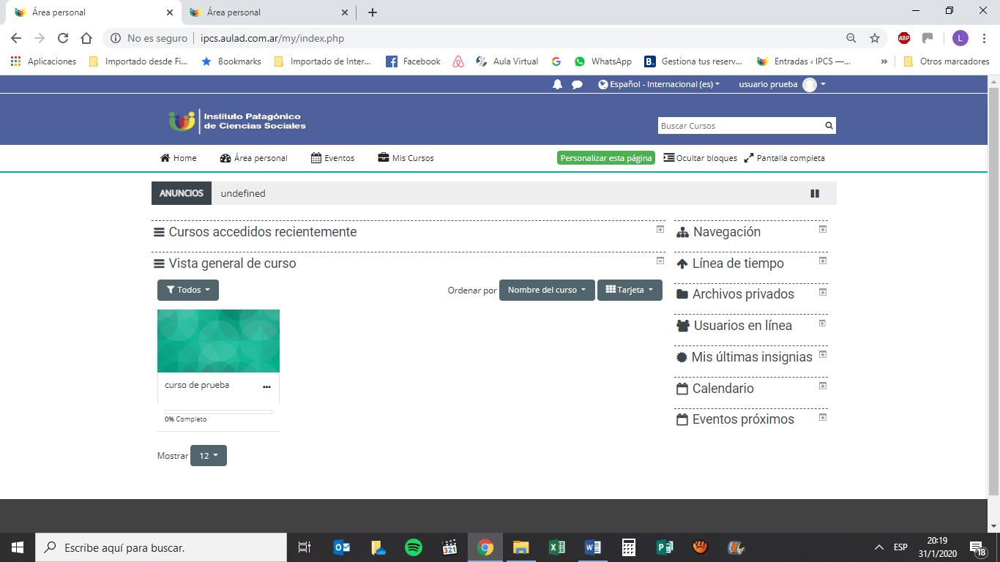 Área personal
Área personal
No es seguro
ipcs.aulad.com.ar/my/index.php
ABP
L
Aplicaciones
Importado desde Fi...
Bookmarks
Importado de Inter...
Facebook
Aula Virtual
WhatsApp
Gestiona tus reserv...
Entradas ‹ IPCS —...
»
Otros marcadores
Español - Internacional (es)
usuario prueba
Instituto Patagónico
de Ciencias Sociales
Buscar Cursos
Home
Área personal
Eventos
Mis Cursos
Personalizar esta página
Ocultar bloques
Pantalla completa
ANUNCIOS
undefined
Cursos accedidos recientemente
Vista general de curso
Todos
Ordenar por
Nombre del curso
Tarjeta
curso de prueba
...
0% Completo
Mostrar
12
Navegación
Línea de tiempo
Archivos privados
Usuarios en línea
Mis últimas insignias
Calendario
Eventos próximos
Escribe aquí para buscar.
321
ESP
20:19
31/1/2020
18